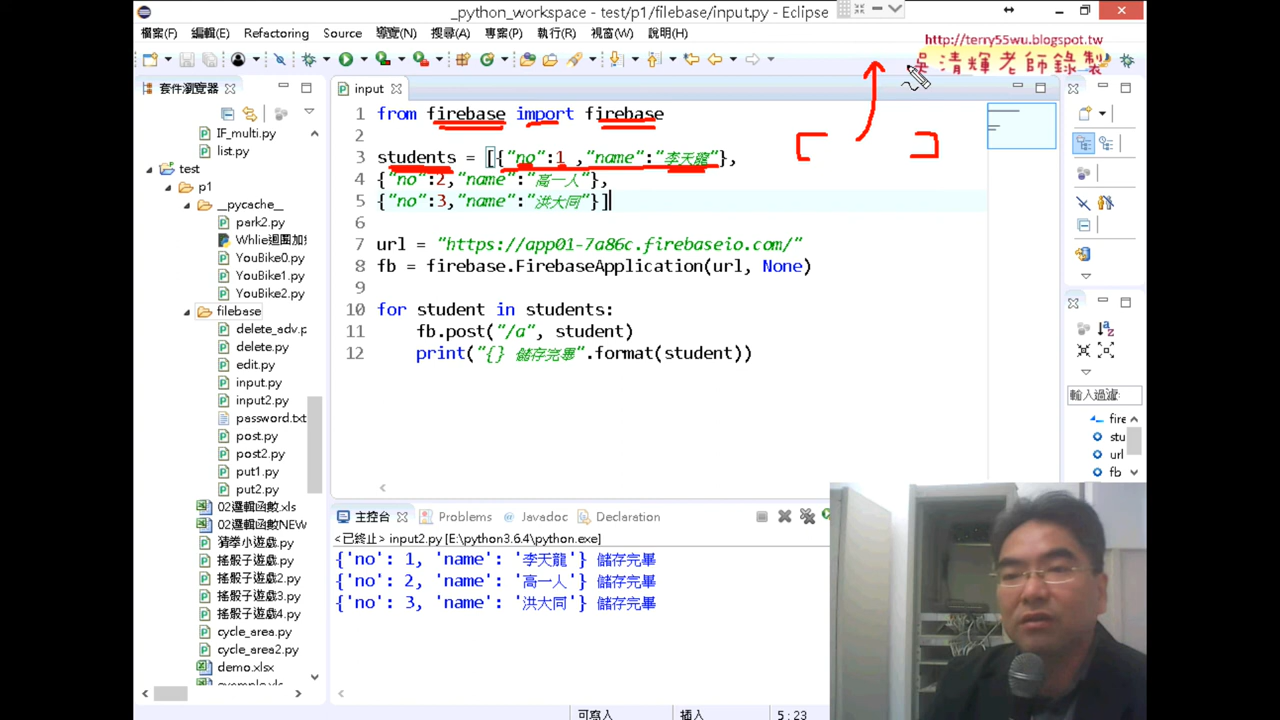 _python_workspace - test/p1/filebase/input.py - Eclipse
檔案(F) 編輯(E) Refactoring Source 導覽(N) 搜尋(A) 專案(P) 執行(R) 視窗(W) 說明(H)
http://terry55wu.blogspot.tw
吳清輝老師錄製
套件瀏覽器
IF_multi.py
list.py
test
p1
__pycache__
park2.py
YouBike0.py
YouBike1.py
YouBike2.py
filebase
delete_adv.p
delete.py
edit.py
input.py
input2.py
password.txt
post.py
post2.py
put1.py
put2.py
02邏輯函數.xls
02邏輯函數NEW
猜拳小遊戲.py
搖骰子遊戲.py
搖骰子遊戲2.py
搖骰子遊戲3.py
搖骰子遊戲4.py
cycle_area.py
cycle_area2.py
demo.xlsx
input
1 from firebase import firebase
2
3 students = [{"no":1 ,"name":"李天龍"},
4 {"no":2,"name":"高一人"},
5 {"no":3,"name":"洪大同"}]
6
7 url = "https://app01-7a86c.firebaseio.com/"
8 fb = firebase.FirebaseApplication(url, None)
9
10 for student in students:
11 fb.post("/a", student)
12 print("{} 儲存完畢".format(student))
輸入過濾
fire
stu
url
fb
主控台 Problems @ Javadoc Declaration
<已終止> input2.py [E:\python3.6.4\python.exe]
{'no': 1, 'name': '李天龍'} 儲存完畢
{'no': 2, 'name': '高一人'} 儲存完畢
{'no': 3, 'name': '洪大同'} 儲存完畢
可寫入 插入 5 : 23